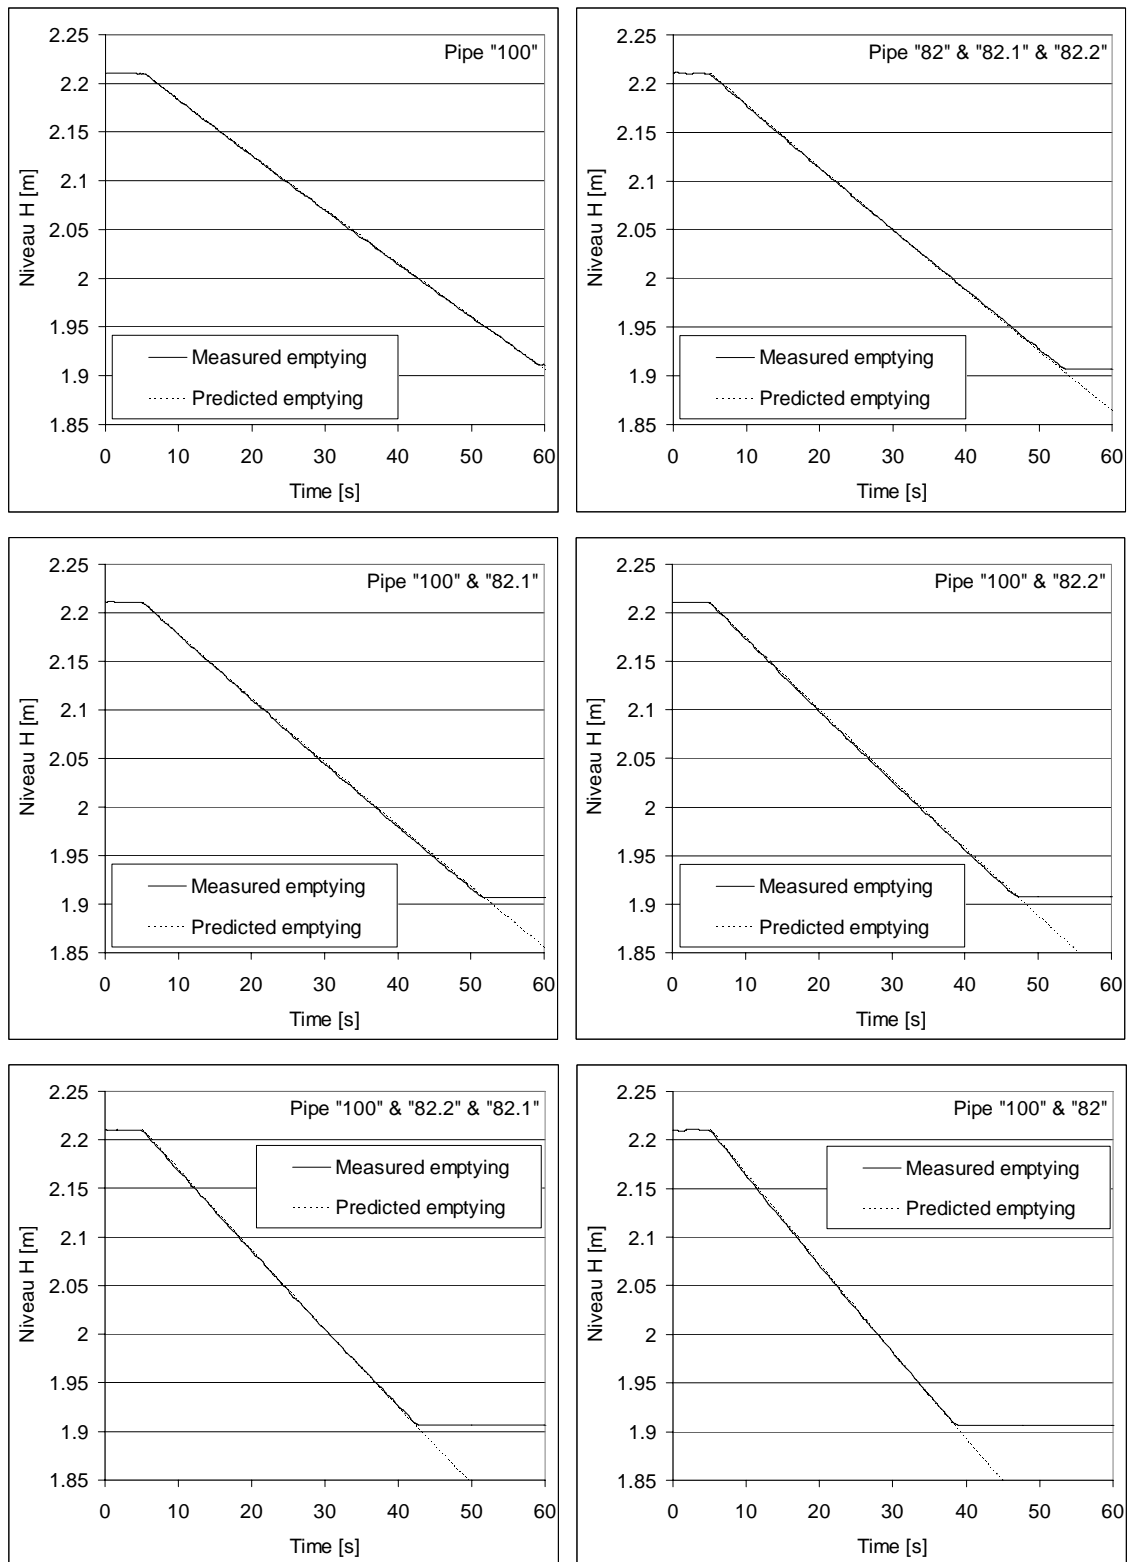 Pipe "100"
Niveau H [m]
2.25
2.2
2.15
2.1
2.05
2
1.95
1.9
1.85
Measured emptying
Predicted emptying
0 10 20 30 40 50 60
Time [s]
Pipe "82" & "82.1" & "82.2"
Niveau H [m]
2.25
2.2
2.15
2.1
2.05
2
1.95
1.9
1.85
Measured emptying
Predicted emptying
0 10 20 30 40 50 60
Time [s]
Pipe "100" & "82.1"
Niveau H [m]
2.25
2.2
2.15
2.1
2.05
2
1.95
1.9
1.85
Measured emptying
Predicted emptying
0 10 20 30 40 50 60
Time [s]
Pipe "100" & "82.2"
Niveau H [m]
2.25
2.2
2.15
2.1
2.05
2
1.95
1.9
1.85
Measured emptying
Predicted emptying
0 10 20 30 40 50 60
Time [s]
Pipe "100" & "82.2" & "82.1"
Niveau H [m]
2.25
2.2
2.15
2.1
2.05
2
1.95
1.9
1.85
Measured emptying
Predicted emptying
0 10 20 30 40 50 60
Time [s]
Pipe "100" & "82"
Niveau H [m]
2.25
2.2
2.15
2.1
2.05
2
1.95
1.9
1.85
Measured emptying
Predicted emptying
0 10 20 30 40 50 60
Time [s]